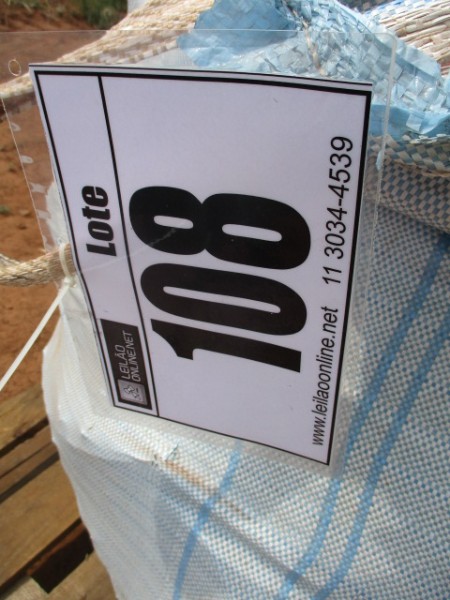 LEILÃO
ONLINE.NET
Lote
108
www.leilaoonline.net 11 3034-4539